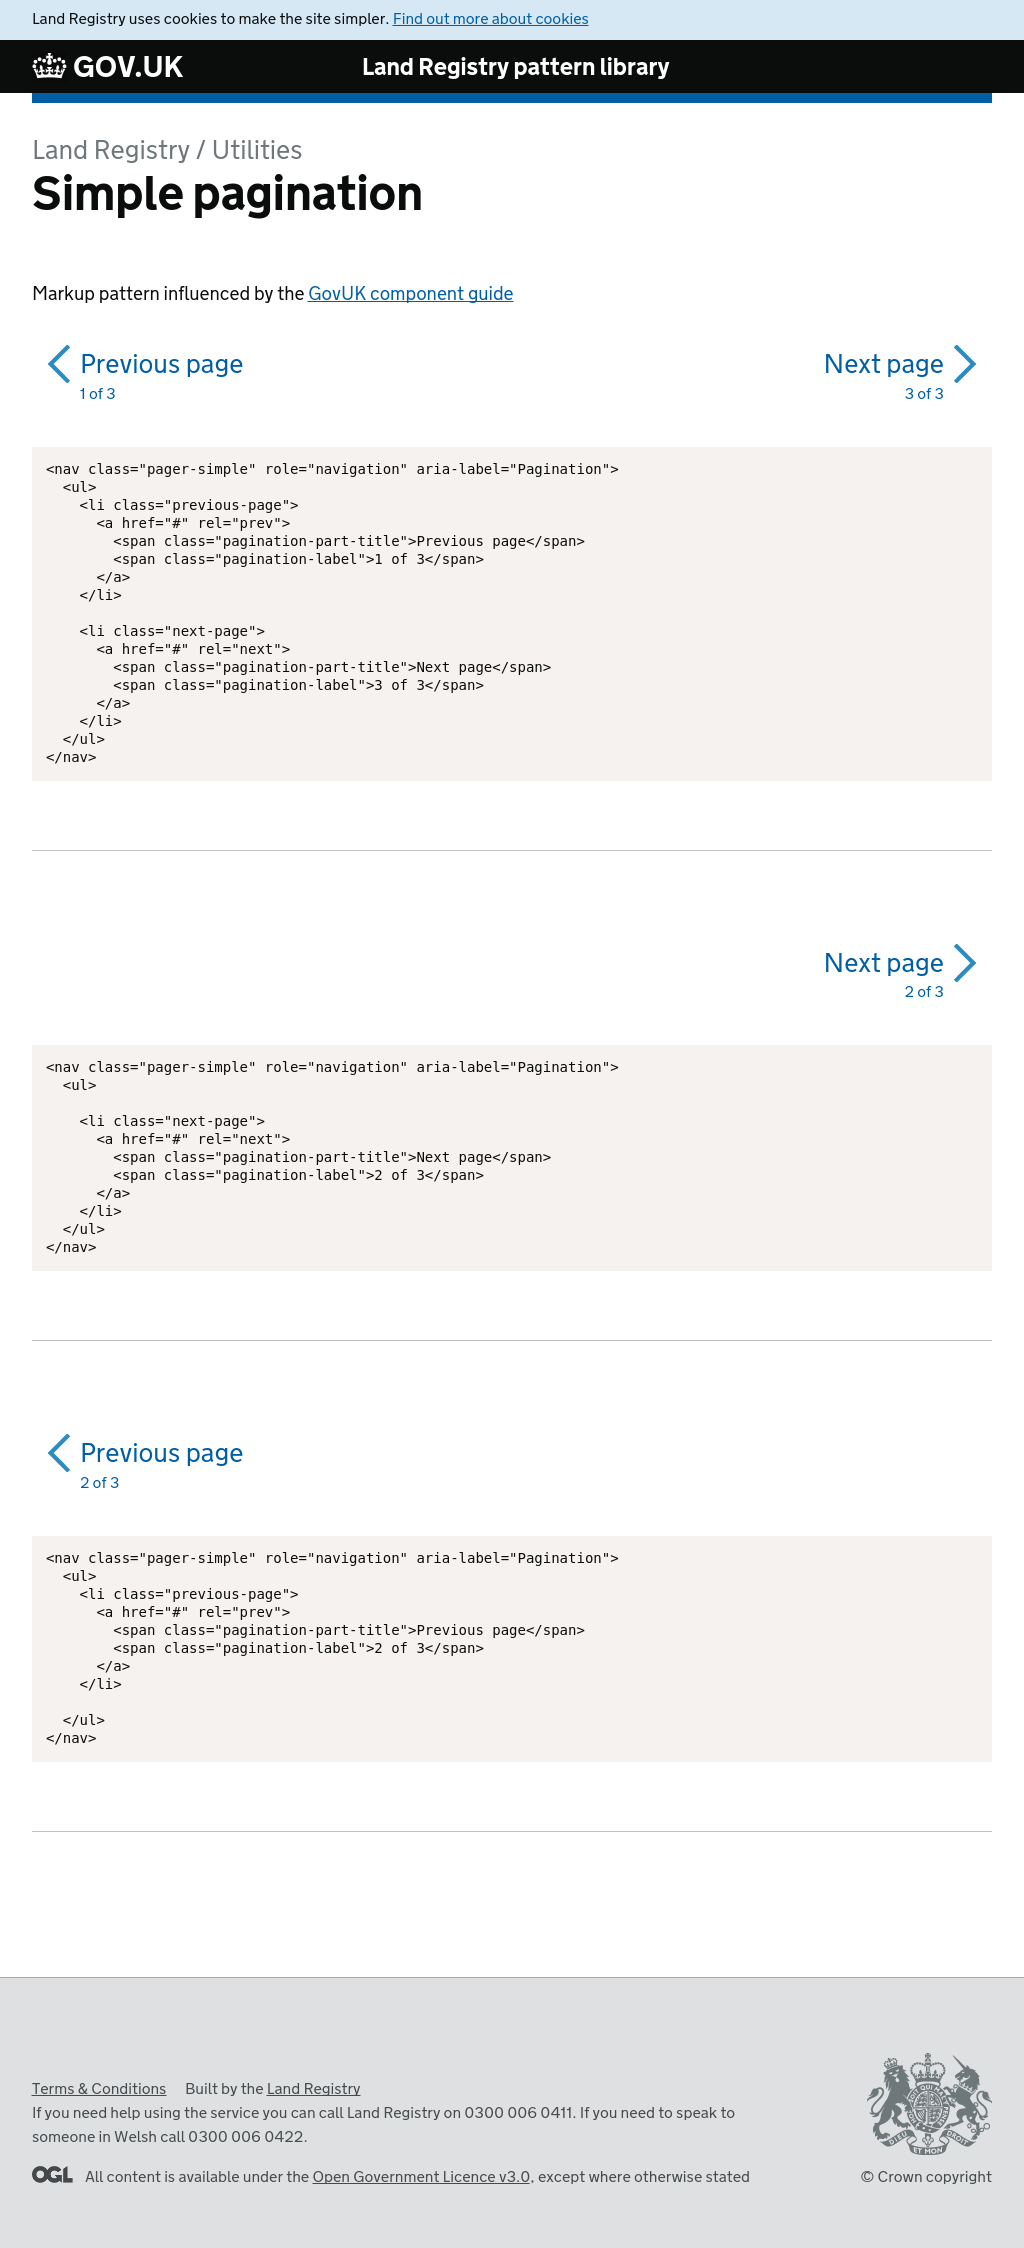 Land Registry uses cookies to make the site simpler. Find out more about cookies
GOV.UK
Land Registry pattern library
Land Registry / Utilities
Simple pagination
Markup pattern influenced by the GovUK component guide
Previous page
1 of 3
Next page
3 of 3
<nav class="pager-simple" role="navigation" aria-label="Pagination">
  <ul>
    <li class="previous-page">
      <a href="#" rel="prev">
        <span class="pagination-part-title">Previous page</span>
        <span class="pagination-label">1 of 3</span>
      </a>
    </li>

    <li class="next-page">
      <a href="#" rel="next">
        <span class="pagination-part-title">Next page</span>
        <span class="pagination-label">3 of 3</span>
      </a>
    </li>
  </ul>
</nav>
Next page
2 of 3
<nav class="pager-simple" role="navigation" aria-label="Pagination">
  <ul>

    <li class="next-page">
      <a href="#" rel="next">
        <span class="pagination-part-title">Next page</span>
        <span class="pagination-label">2 of 3</span>
      </a>
    </li>
  </ul>
</nav>
Previous page
2 of 3
<nav class="pager-simple" role="navigation" aria-label="Pagination">
  <ul>
    <li class="previous-page">
      <a href="#" rel="prev">
        <span class="pagination-part-title">Previous page</span>
        <span class="pagination-label">2 of 3</span>
      </a>
    </li>

  </ul>
</nav>
Terms & Conditions Built by the Land Registry
If you need help using the service you can call Land Registry on 0300 006 0411. If you need to speak to
someone in Welsh call 0300 006 0422.
OGL All content is available under the Open Government Licence v3.0, except where otherwise stated
DIEU ET MON DROIT
© Crown copyright